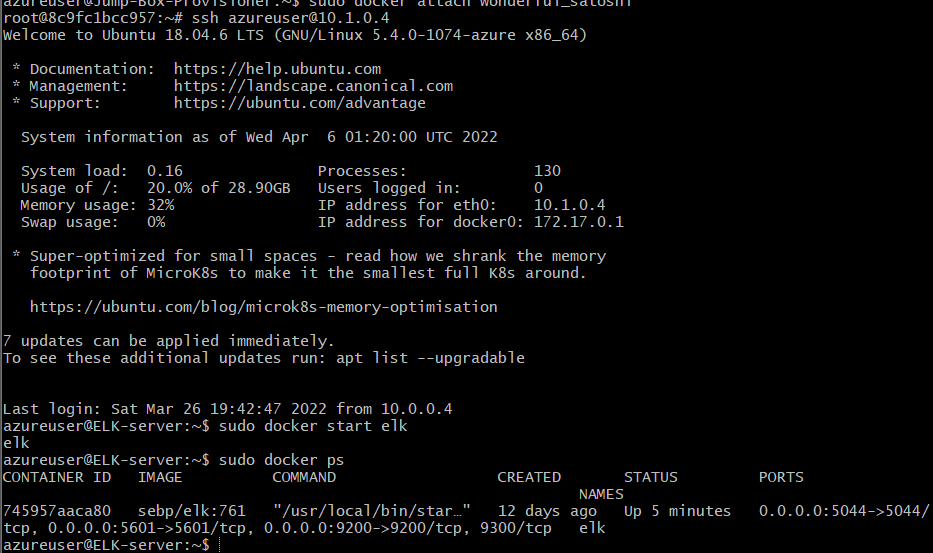 azureuser@Jump-Box-Provisioner:~$ sudo docker attach wonderful_satoshi
root@8c9fc1bcc957:~# ssh azureuser@10.1.0.4
Welcome to Ubuntu 18.04.6 LTS (GNU/Linux 5.4.0-1074-azure x86_64)

 * Documentation:  https://help.ubuntu.com
 * Management:     https://landscape.canonical.com
 * Support:        https://ubuntu.com/advantage

  System information as of Wed Apr  6 01:20:00 UTC 2022

  System load:  0.16               Processes:              130
  Usage of /:   20.0% of 28.90GB   Users logged in:        0
  Memory usage: 32%                IP address for eth0:    10.1.0.4
  Swap usage:   0%                 IP address for docker0: 172.17.0.1

 * Super-optimized for small spaces - read how we shrank the memory
   footprint of MicroK8s to make it the smallest full K8s around.

   https://ubuntu.com/blog/microk8s-memory-optimisation

7 updates can be applied immediately.
To see these additional updates run: apt list --upgradable


Last login: Sat Mar 26 19:42:47 2022 from 10.0.0.4
azureuser@ELK-server:~$ sudo docker start elk
elk
azureuser@ELK-server:~$ sudo docker ps
CONTAINER ID   IMAGE          COMMAND                  CREATED       STATUS         PORTS
                                                                NAMES
745957aaca80   sebp/elk:761   "/usr/local/bin/star…"   12 days ago   Up 5 minutes   0.0.0.0:5044->5044/
tcp, 0.0.0.0:5601->5601/tcp, 0.0.0.0:9200->9200/tcp, 9300/tcp   elk
azureuser@ELK-server:~$